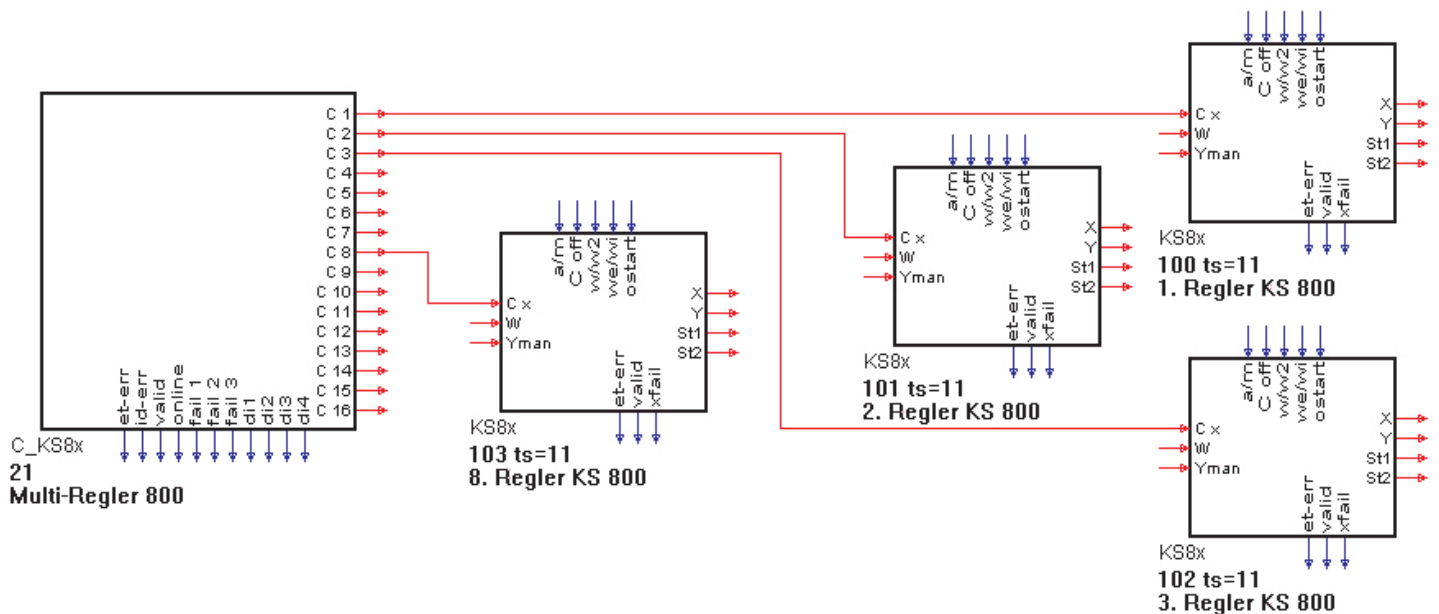 C 1
C 2
C 3
C 4
C 5
C 6
C 7
C 8
C 9
C 10
C 11
C 12
C 13
C 14
C 15
C 16
et-err
id-err
valid
online
fail 1
fail 2
fail 3
di1
di2
di3
di4
C_KS8x
21
Multi-Regler 800
a/m
C off
w/w2
we/wi
ostart
C x
W
Yman
X
Y
St1
St2
et-err
valid
xfail
KS8x
103 ts=11
8. Regler KS 800
a/m
C off
w/w2
we/wi
ostart
C x
W
Yman
X
Y
St1
St2
et-err
valid
xfail
KS8x
101 ts=11
2. Regler KS 800
a/m
C off
w/w2
we/wi
ostart
C x
W
Yman
X
Y
St1
St2
et-err
valid
xfail
KS8x
100 ts=11
1. Regler KS 800
a/m
C off
w/w2
we/wi
ostart
C x
W
Yman
X
Y
St1
St2
et-err
valid
xfail
KS8x
102 ts=11
3. Regler KS 800